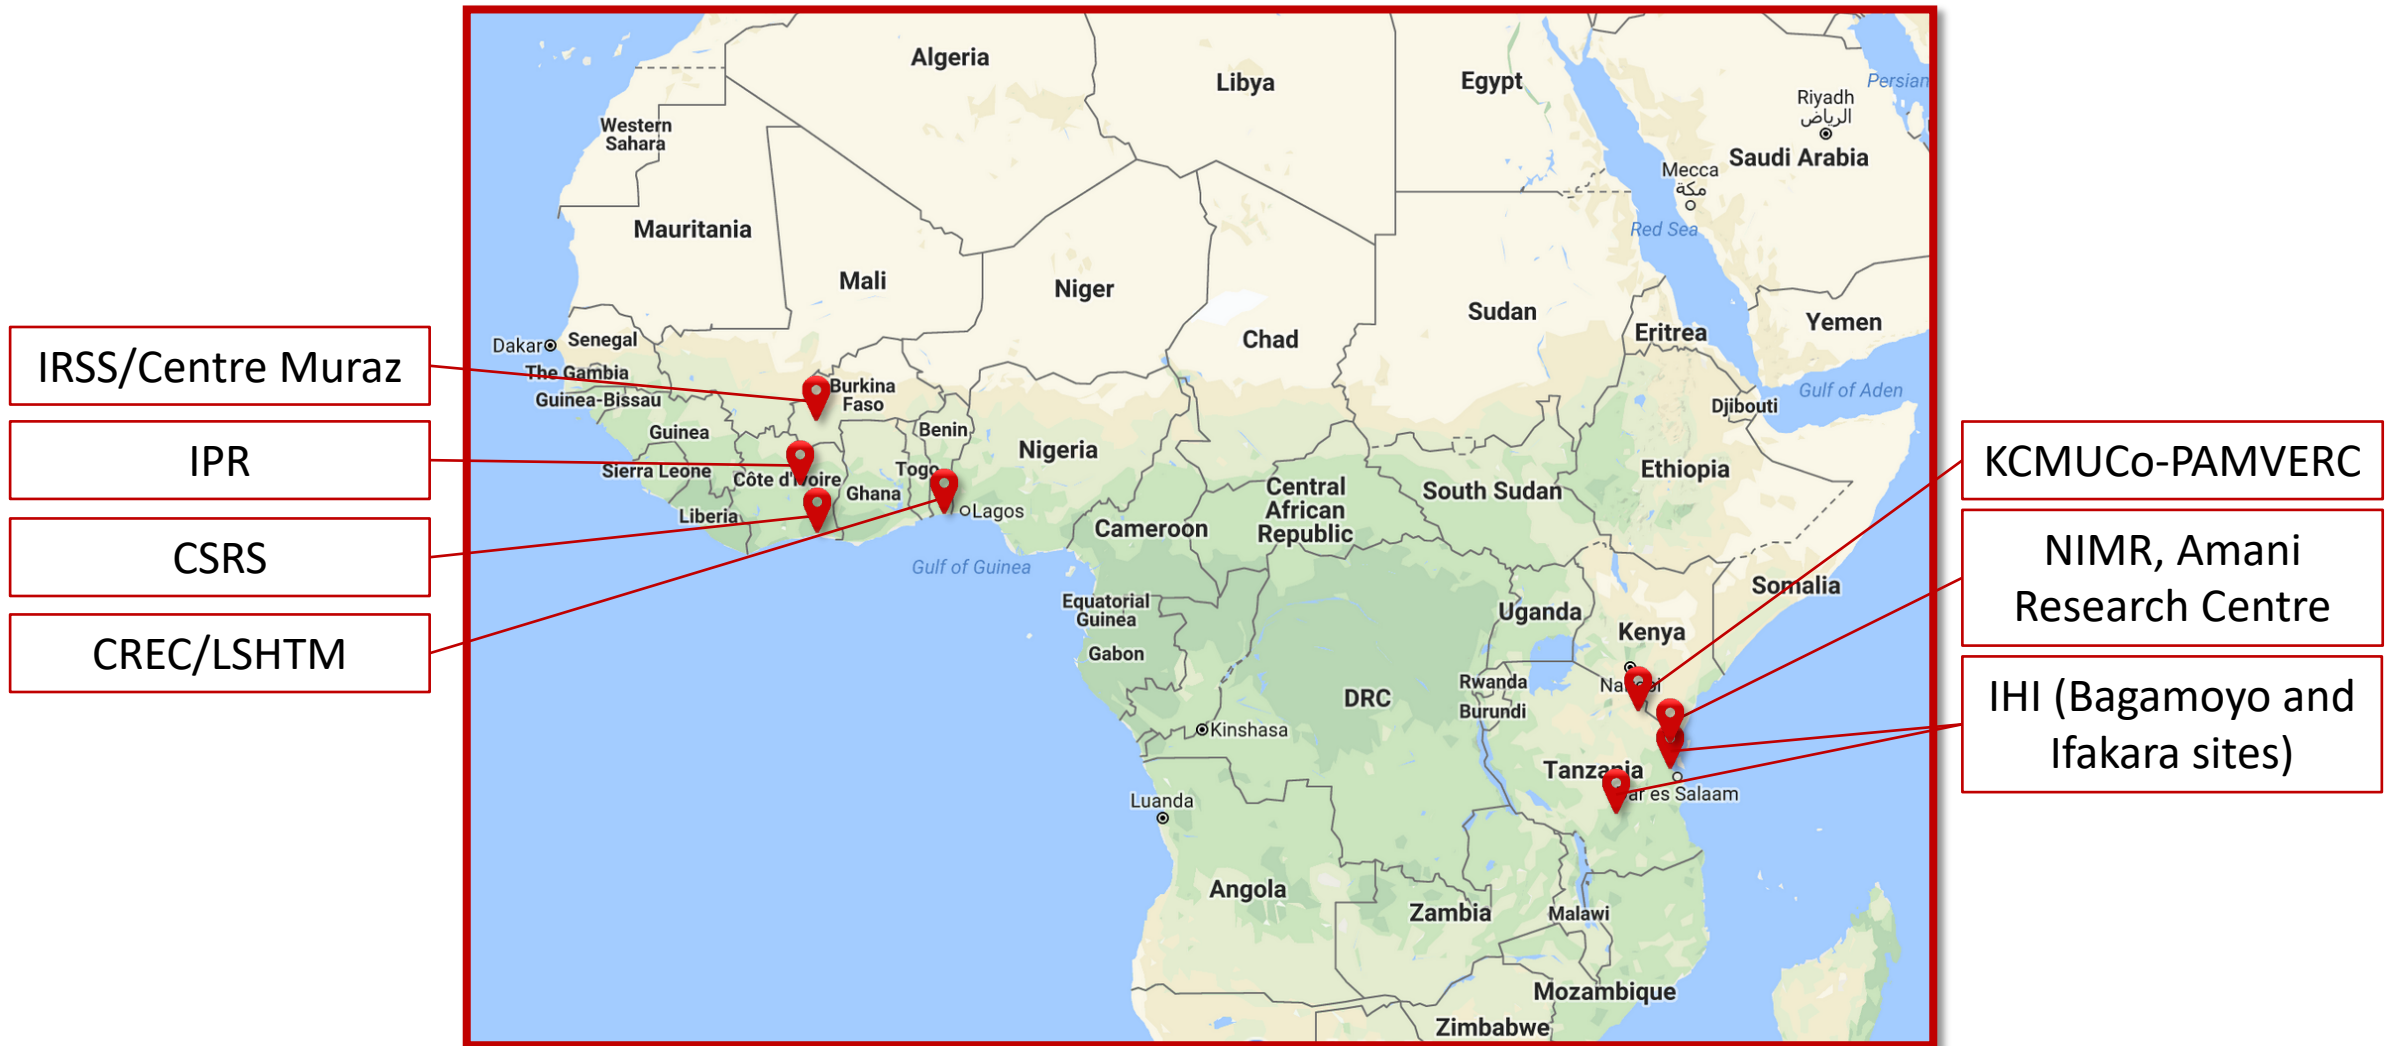 IRSS/Centre Muraz
IPR
CSRS
CREC/LSHTM
Algeria
Libya
Egypt
Persian
Riyadh
الرياض
Saudi Arabia
Western
Sahara
Mecca
مكة
Mauritania
Red Sea
Mali
Niger
Sudan
Chad
Eritrea
Yemen
Dakar
Senegal
The Gambia
Guinea-Bissau
Burkina
Faso
Gulf of Aden
Djibouti
Guinea
Benin
Nigeria
Sierra Leone
Togo
Côte d'Ivoire
Ghana
Ethiopia
Central
African
Republic
South Sudan
Liberia
Lagos
Cameroon
Gulf of Guinea
Somalia
Equatorial
Guinea
Uganda
Kenya
Gabon
Rwanda
Nairobi
DRC
Burundi
Kinshasa
Tanzania
Luanda
Dar es Salaam
Angola
Zambia
Malawi
Mozambique
Zimbabwe
KCMUCo-PAMVERC
NIMR, Amani
Research Centre
IHI (Bagamoyo and
Ifakara sites)